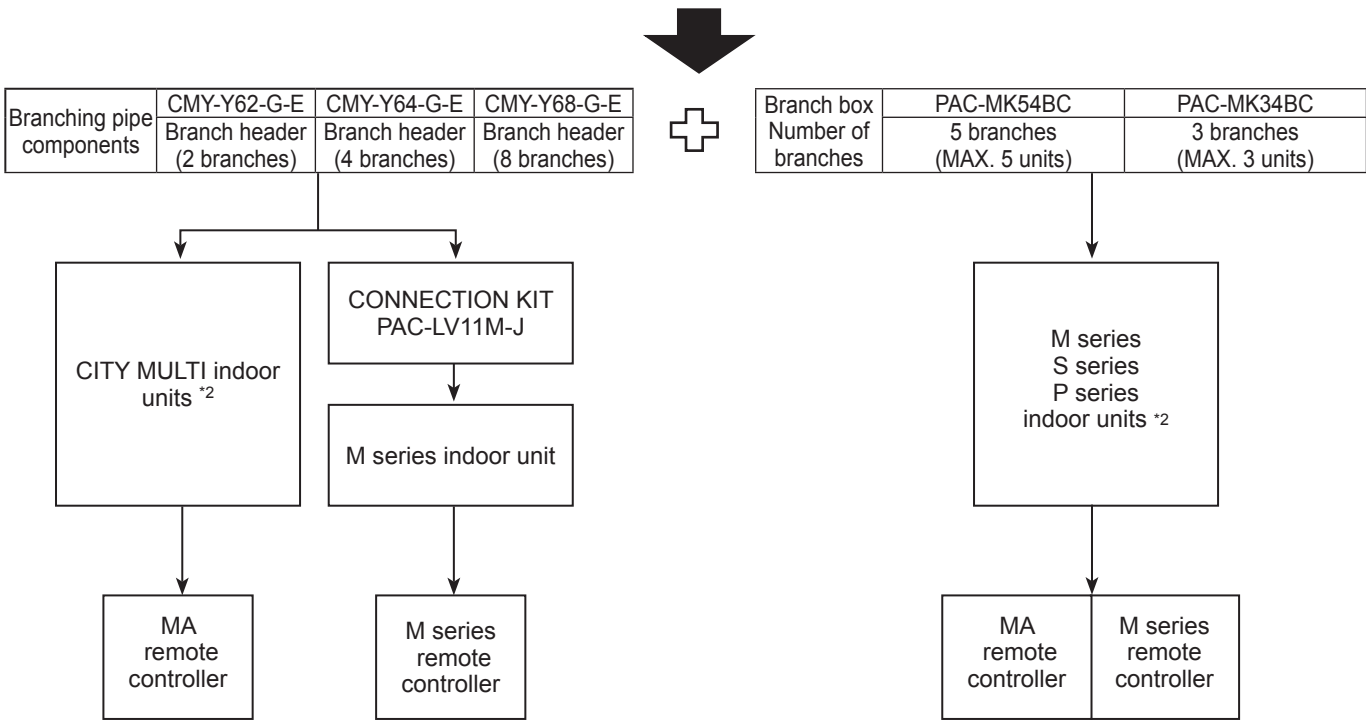 Branching pipe
components
CMY-Y62-G-E
CMY-Y64-G-E
CMY-Y68-G-E
Branch header
(2 branches)
Branch header
(4 branches)
Branch header
(8 branches)
Branch box
Number of
branches
PAC-MK54BC
PAC-MK34BC
5 branches
(MAX. 5 units)
3 branches
(MAX. 3 units)
CITY MULTI indoor
units *2
CONNECTION KIT
PAC-LV11M-J
M series indoor unit
M series
S series
P series
indoor units *2
MA
remote
controller
M series
remote
controller
MA
remote
controller
M series
remote
controller